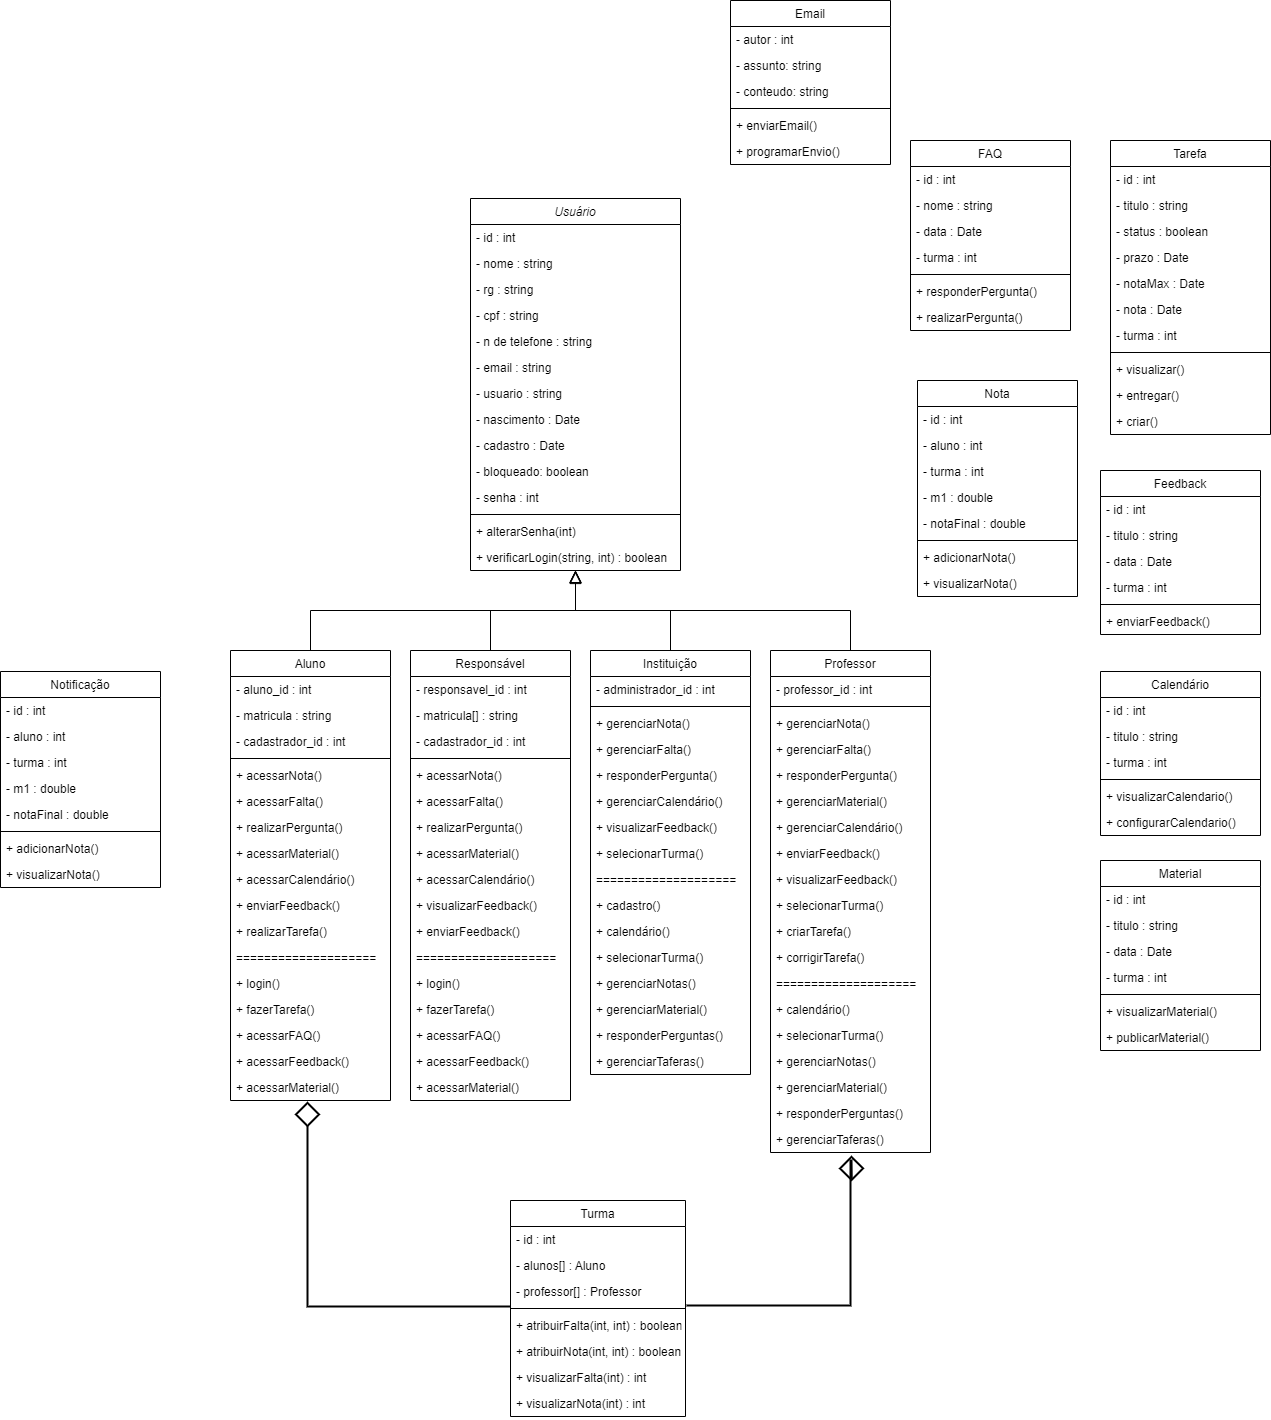 Email
- autor : int
- assunto: string
- conteudo: string
+ enviarEmail()
+ programarEnvio()
FAQ
- id : int
- nome : string
- data : Date
- turma : int
+ responderPergunta()
+ realizarPergunta()
Tarefa
- id : int
- titulo : string
- status : boolean
- prazo : Date
- notaMax : Date
- nota : Date
- turma : int
+ visualizar()
+ entregar()
+ criar()
Usuário
- id : int
- nome : string
- rg : string
- cpf : string
- n de telefone : string
- email : string
- usuario : string
- nascimento : Date
- cadastro : Date
- bloqueado: boolean
- senha : int
+ alterarSenha(int)
+ verificarLogin(string, int) : boolean
Nota
- id : int
- aluno : int
- turma : int
- m1 : double
- notaFinal : double
+ adicionarNota()
+ visualizarNota()
Feedback
- id : int
- titulo : string
- data : Date
- turma : int
+ enviarFeedback()
Notificação
- id : int
- aluno : int
- turma : int
- m1 : double
- notaFinal : double
+ adicionarNota()
+ visualizarNota()
Aluno
- aluno_id : int
- matricula : string
- cadastrador_id : int
+ acessarNota()
+ acessarFalta()
+ realizarPergunta()
+ acessarMaterial()
+ acessarCalendário()
+ enviarFeedback()
+ realizarTarefa()
====================
+ login()
+ fazerTarefa()
+ acessarFAQ()
+ acessarFeedback()
+ acessarMaterial()
Responsável
- responsavel_id : int
- matricula[] : string
- cadastrador_id : int
+ acessarNota()
+ acessarFalta()
+ realizarPergunta()
+ acessarMaterial()
+ acessarCalendário()
+ visualizarFeedback()
+ enviarFeedback()
====================
+ login()
+ fazerTarefa()
+ acessarFAQ()
+ acessarFeedback()
+ acessarMaterial()
Instituição
- administrador_id : int
+ gerenciarNota()
+ gerenciarFalta()
+ responderPergunta()
+ gerenciarCalendário()
+ visualizarFeedback()
+ selecionarTurma()
====================
+ cadastro()
+ calendário()
+ selecionarTurma()
+ gerenciarNotas()
+ gerenciarMaterial()
+ responderPerguntas()
+ gerenciarTaferas()
Professor
- professor_id : int
+ gerenciarNota()
+ gerenciarFalta()
+ responderPergunta()
+ gerenciarMaterial()
+ gerenciarCalendário()
+ enviarFeedback()
+ visualizarFeedback()
+ selecionarTurma()
+ criarTarefa()
+ corrigirTarefa()
====================
+ calendário()
+ selecionarTurma()
+ gerenciarNotas()
+ gerenciarMaterial()
+ responderPerguntas()
+ gerenciarTaferas()
Calendário
- id : int
- titulo : string
- turma : int
+ visualizarCalendario()
+ configurarCalendario()
Material
- id : int
- titulo : string
- data : Date
- turma : int
+ visualizarMaterial()
+ publicarMaterial()
Turma
- id : int
- alunos[] : Aluno
- professor[] : Professor
+ atribuirFalta(int, int) : boolean
+ atribuirNota(int, int) : boolean
+ visualizarFalta(int) : int
+ visualizarNota(int) : int